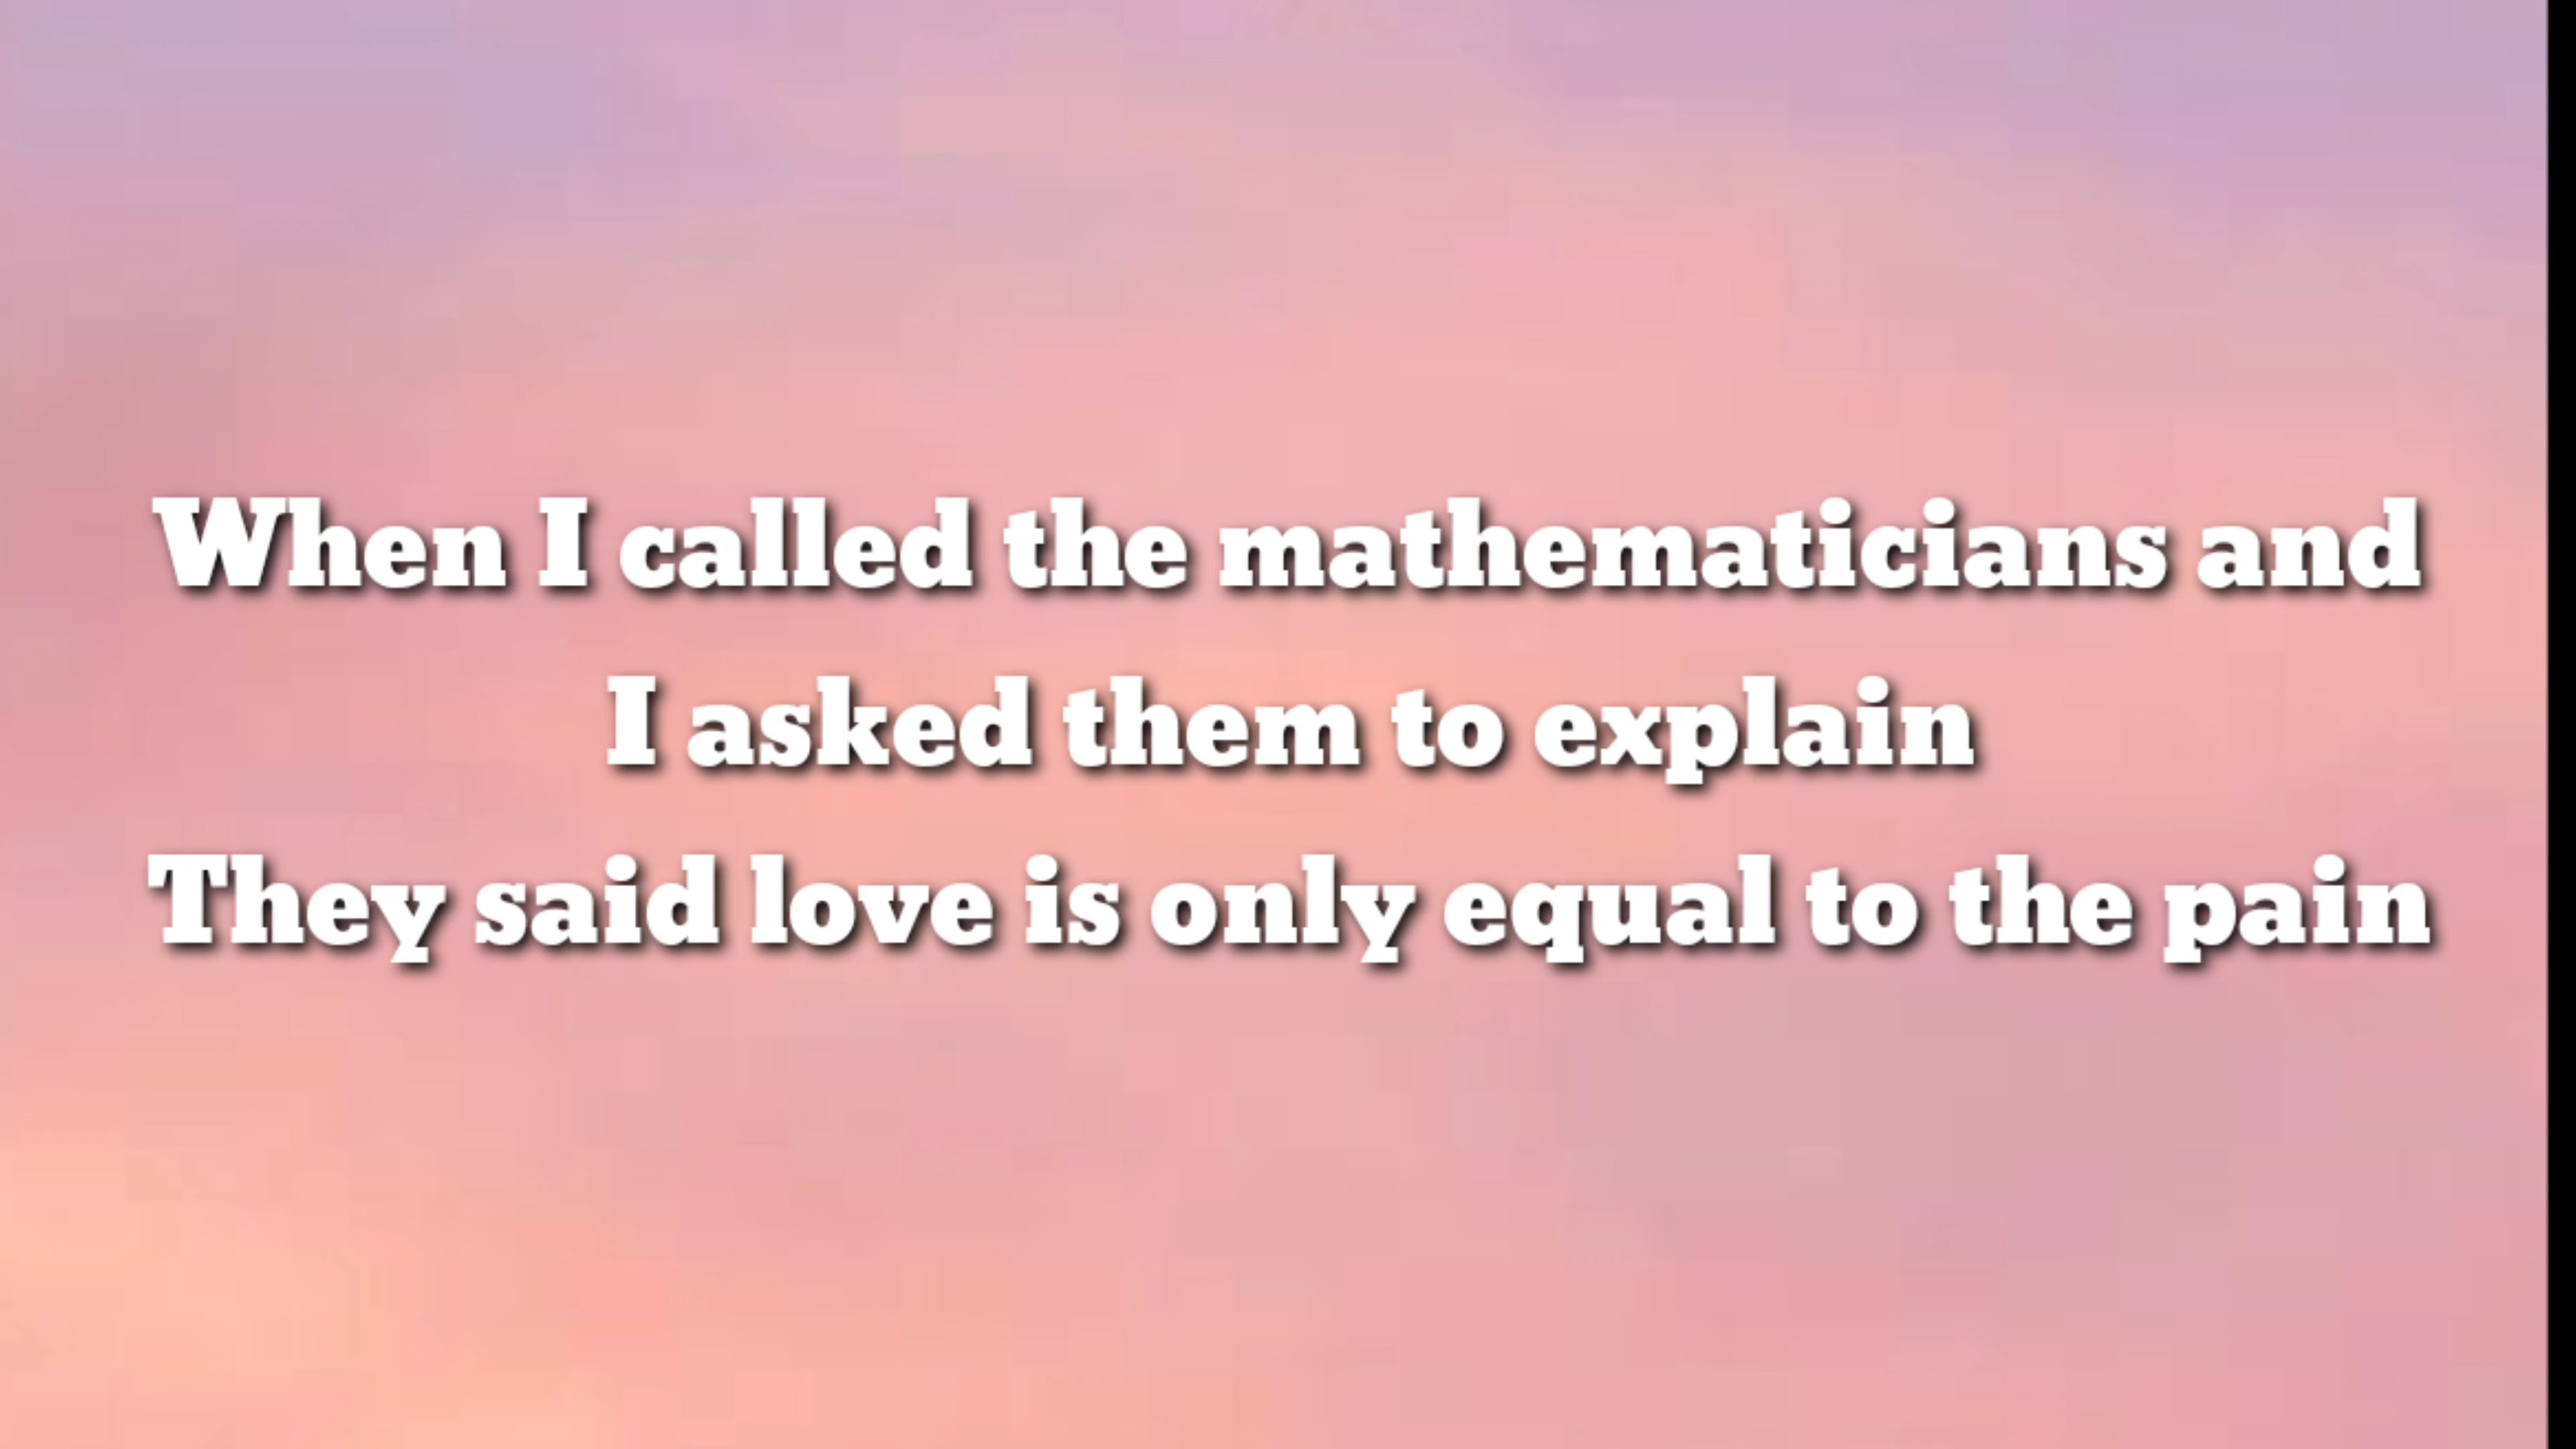 When I called the mathematicians and
I asked them to explain
They said love is only equal to the pain